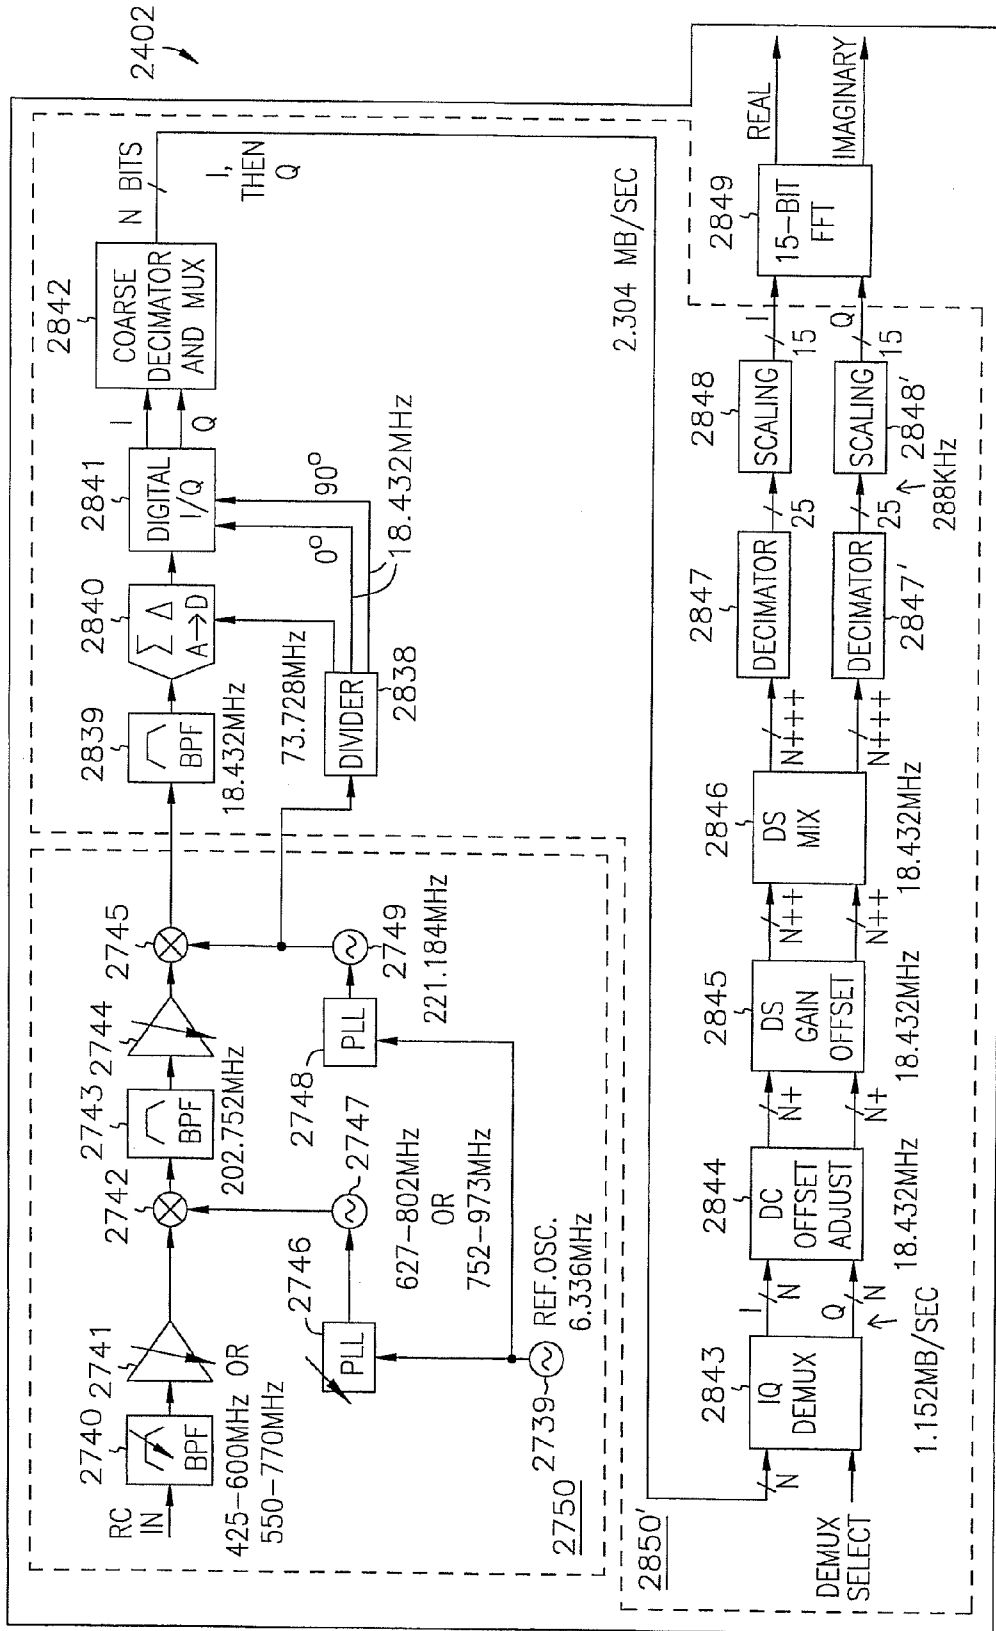 2402
RC
IN
2740
BPF
425-600MHz OR
550-770MHz
2741
2742
2743
BPF
202.752MHz
2744
2745
2746
PLL
2747
627-802MHz
OR
752-973MHz
2748
PLL
2749
221.184MHz
2739
REF.OSC.
6.336MHz
2750
2839
BPF
18.432MHz
2840
Σ Δ
A→D
2841
DIGITAL
I/Q
I
Q
2842
COARSE
DECIMATOR
AND MUX
N BITS
I,
THEN
Q
73.728MHz
DIVIDER
2838
0°
90°
18.432MHz
2.304 MB/SEC
2850'
N
DEMUX
SELECT
2843
IQ
DEMUX
I
N
Q
N
1.152MB/SEC
2844
DC
OFFSET
ADJUST
18.432MHz
N+
N+
2845
DS
GAIN
OFFSET
18.432MHz
N++
N++
2846
DS
MIX
18.432MHz
N+++
N+++
2847
DECIMATOR
DECIMATOR
2847'
25
25
288KHz
2848
SCALING
SCALING
2848'
I
15
Q
15
2849
15-BIT
FFT
REAL
IMAGINARY